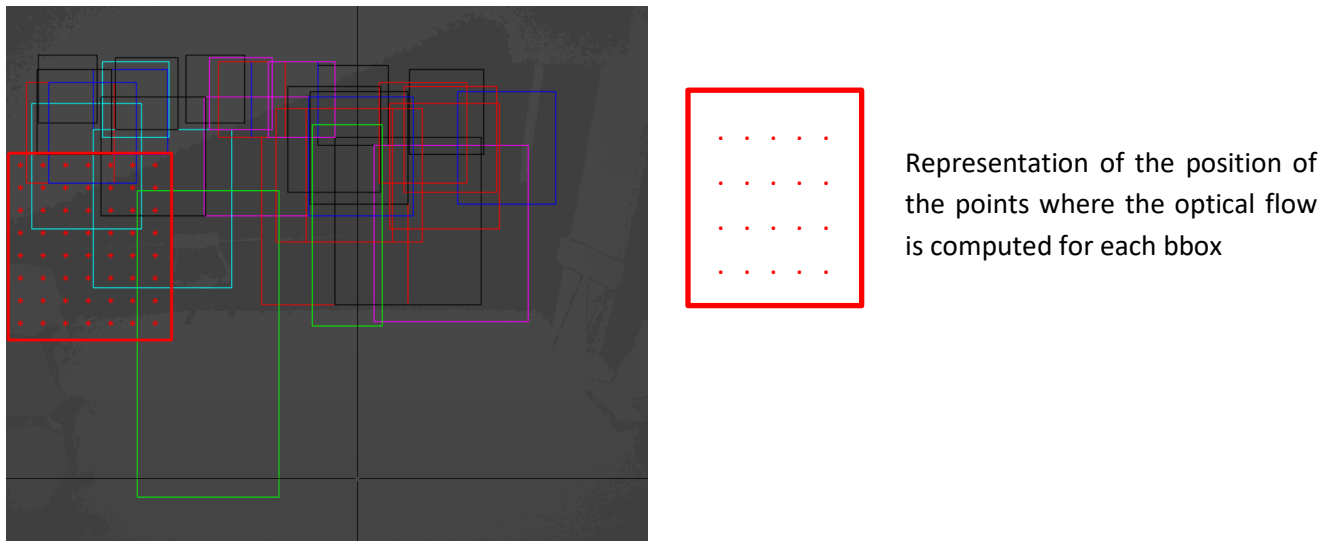 Representation of the position of
the points where the optical flow
is computed for each bbox